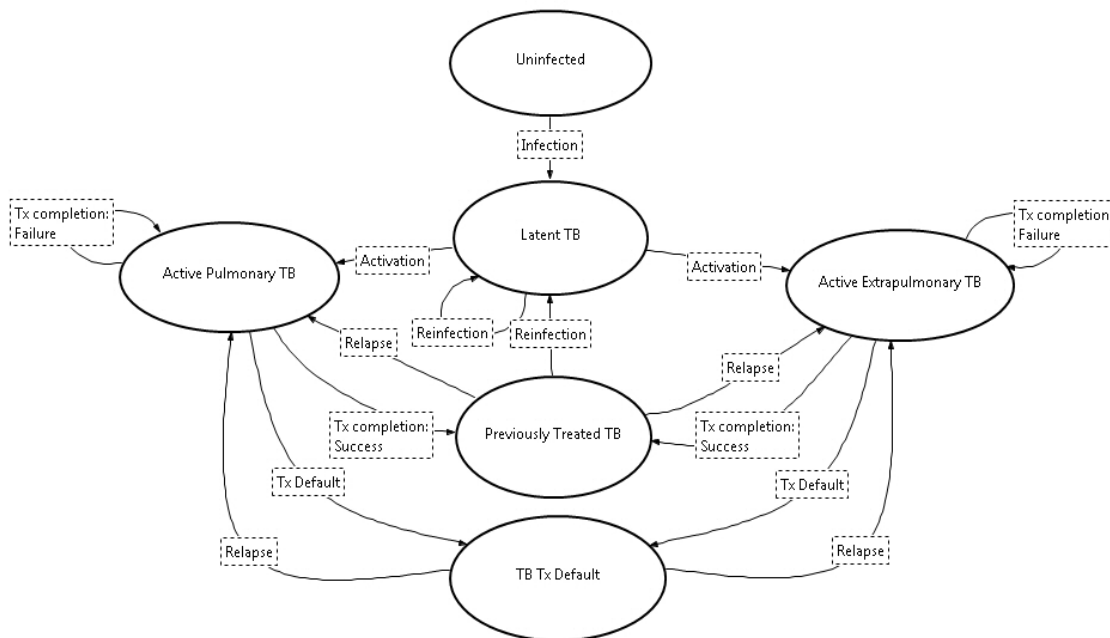 Uninfected
Infection
Tx completion:
Failure
Latent TB
Tx completion
Failure
Activation
Activation
Active Pulmonary TB
Active Extrapulmonary TB
Reinfection
Reinfection
Relapse
Relapse
Tx completion:
Success
Previously Treated TB
Tx completion:
Success
Tx Default
Tx Default
Relapse
TB Tx Default
Relapse